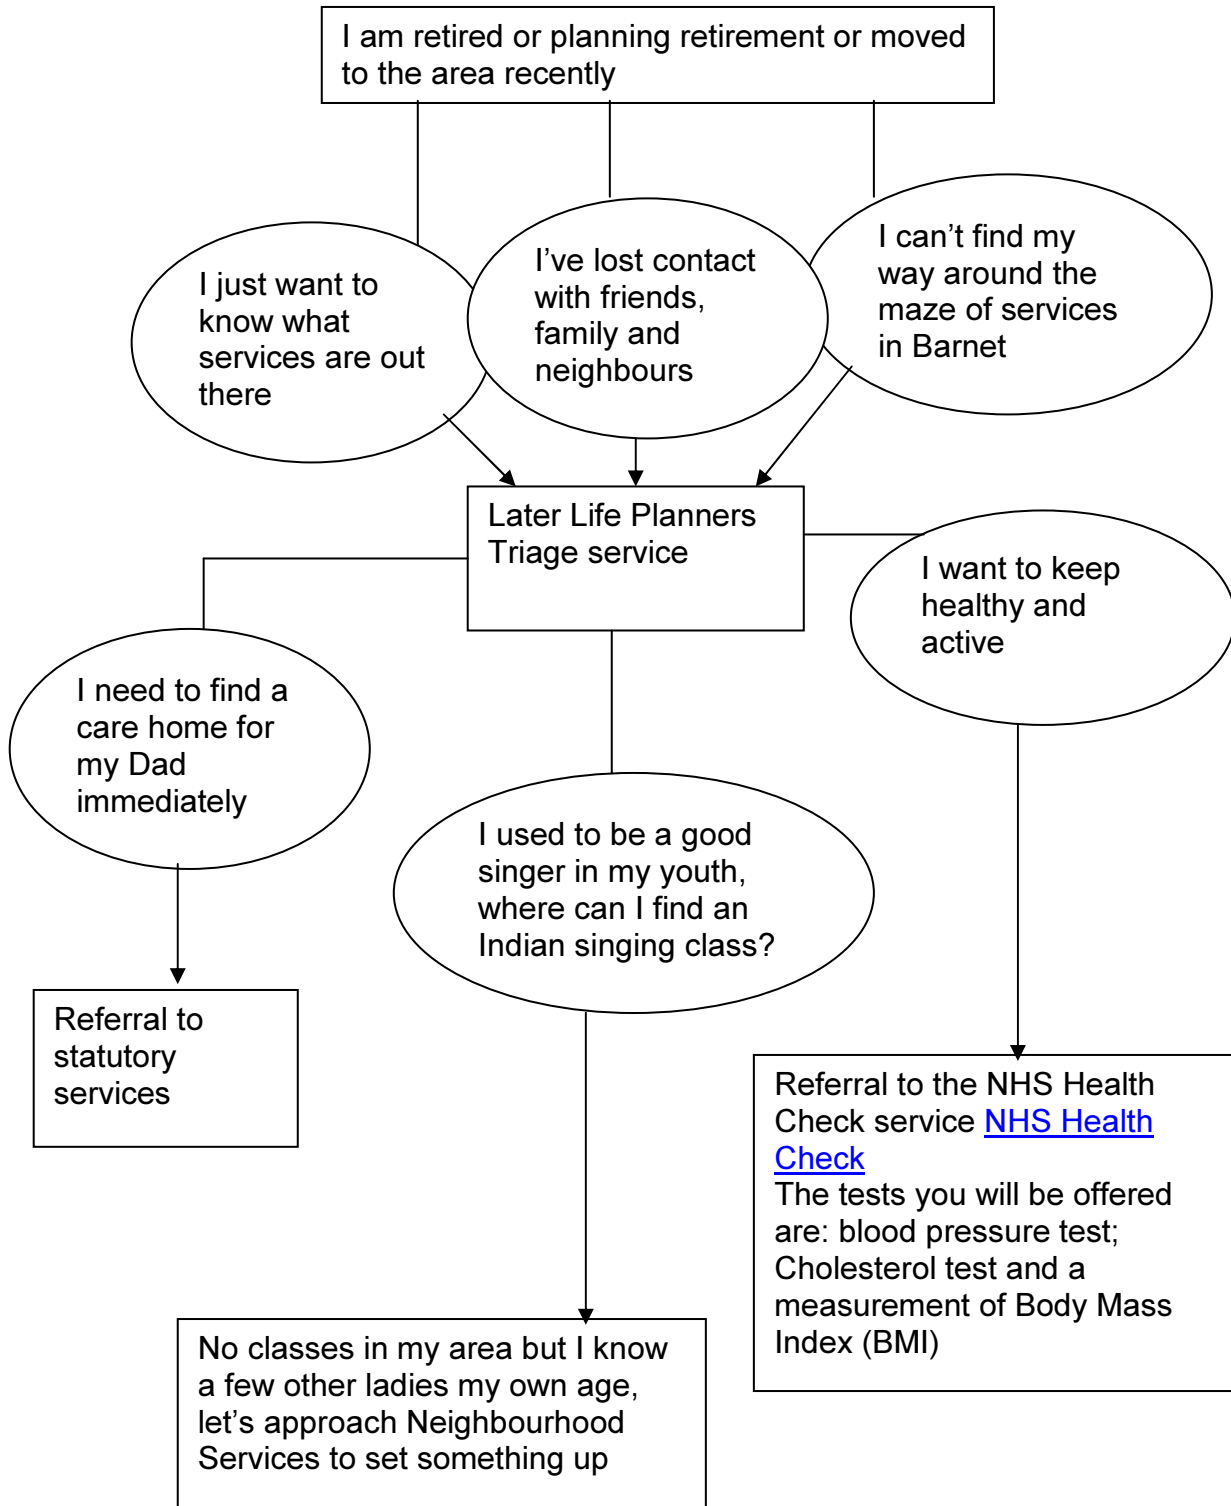 I am retired or planning retirement or moved
to the area recently
I just want to
know what
services are out
there
I've lost contact
with friends,
family and
neighbours
I can't find my
way around the
maze of services
in Barnet
Later Life Planners
Triage service
I want to keep
healthy and
active
I need to find a
care home for
my Dad
immediately
I used to be a good
singer in my youth,
where can I find an
Indian singing class?
Referral to
statutory
services
Referral to the NHS Health
Check service NHS Health
Check
The tests you will be offered
are: blood pressure test;
Cholesterol test and a
measurement of Body Mass
Index (BMI)
No classes in my area but I know
a few other ladies my own age,
let's approach Neighbourhood
Services to set something up